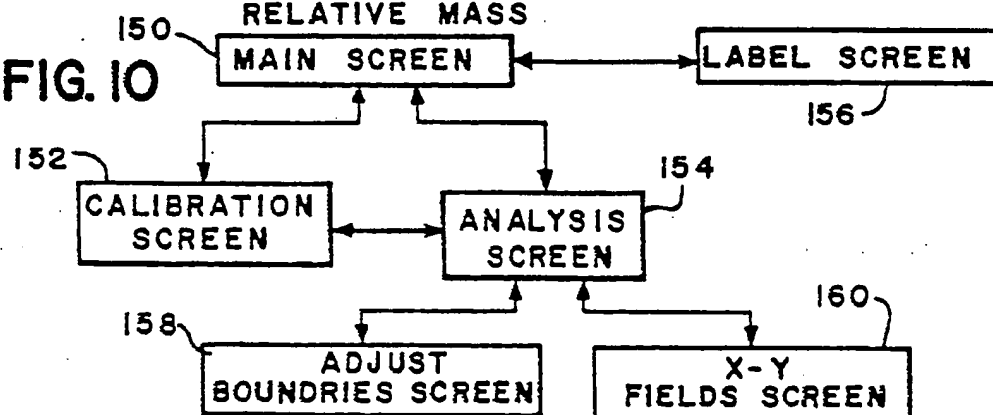 RELATIVE MASS
150
MAIN SCREEN
LABEL SCREEN
FIG. 10
156
152
154
CALIBRATION
SCREEN
ANALYSIS
SCREEN
158
160
ADJUST
BOUNDRIES SCREEN
X-Y
FIELDS SCREEN